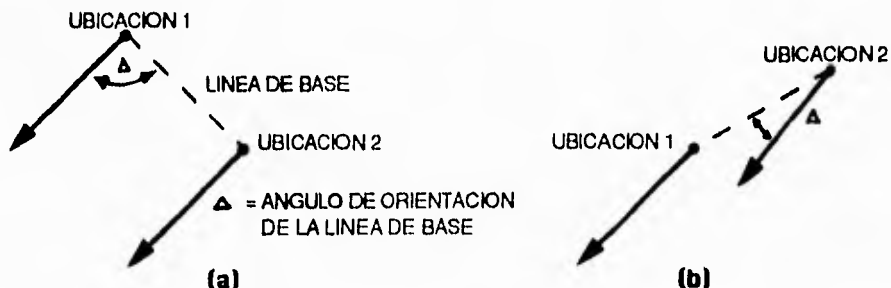 UBICACION 1
Δ
LINEA DE BASE
UBICACION 2
Δ = ANGULO DE ORIENTACION
DE LA LINEA DE BASE
(a)
UBICACION 2
Δ
UBICACION 1
(b)